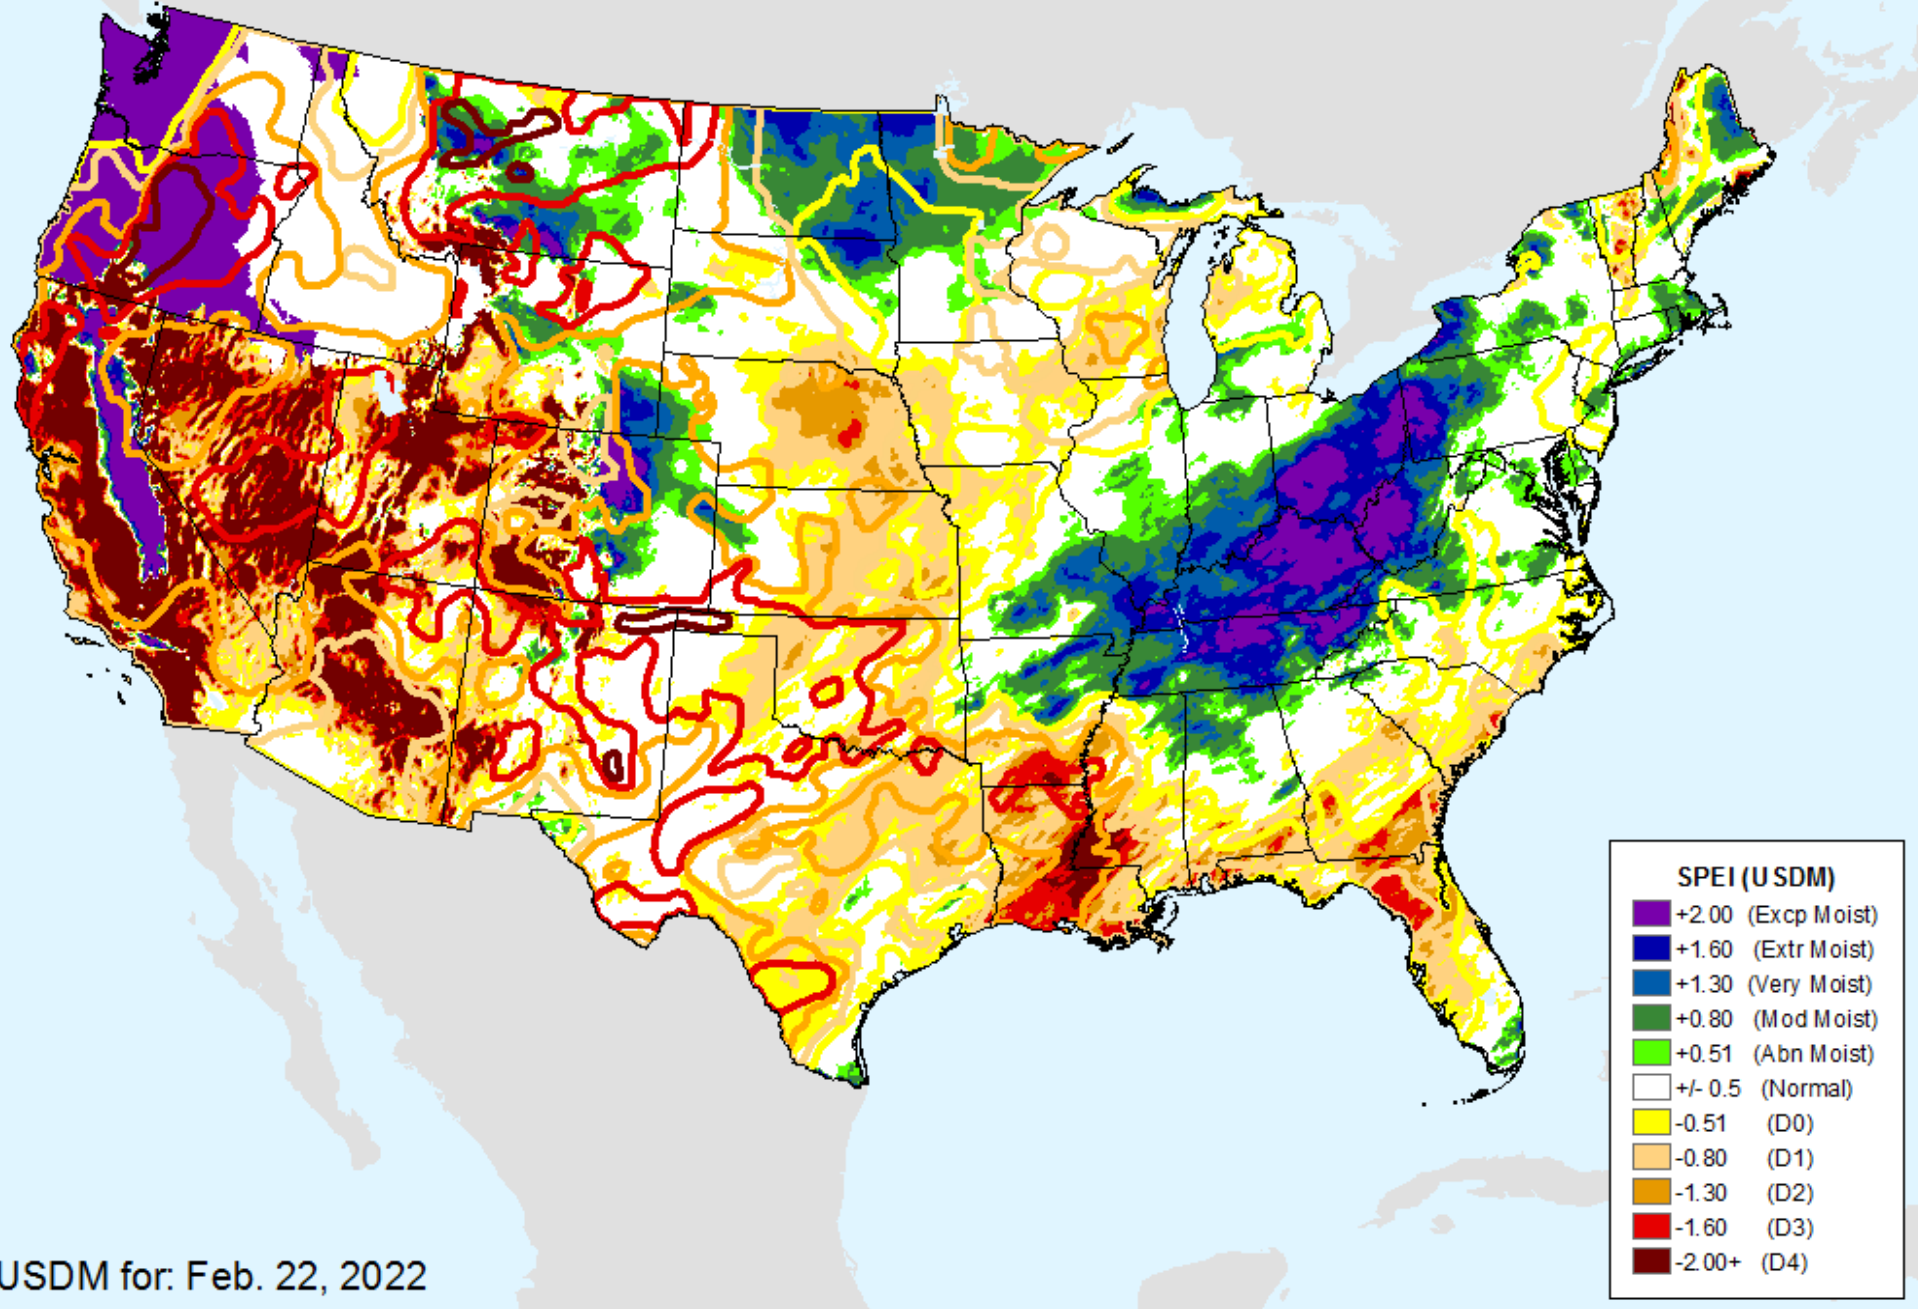 SPEI (USDM)
+2.00 (Excp Moist)
+1.60 (Extr Moist)
+1.30 (Very Moist)
+0.80 (Mod Moist)
+0.51 (Abn Moist)
+/- 0.5 (Normal)
-0.51 (D0)
-0.80 (D1)
-1.30 (D2)
-1.60 (D3)
-2.00+ (D4)
USDM for: Feb. 22, 2022